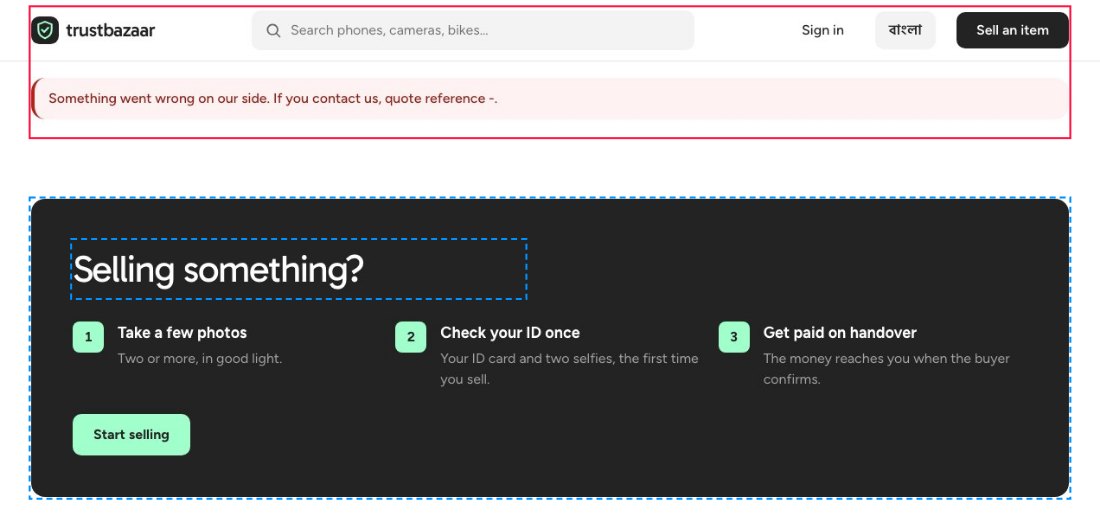 trustbazaar
Search phones, cameras, bikes...
Sign in
বাংলা
Sell an item
Something went wrong on our side. If you contact us, quote reference -.
Selling something?
1
Take a few photos
Two or more, in good light.
2
Check your ID once
Your ID card and two selfies, the first time
you sell.
3
Get paid on handover
The money reaches you when the buyer
confirms.
Start selling